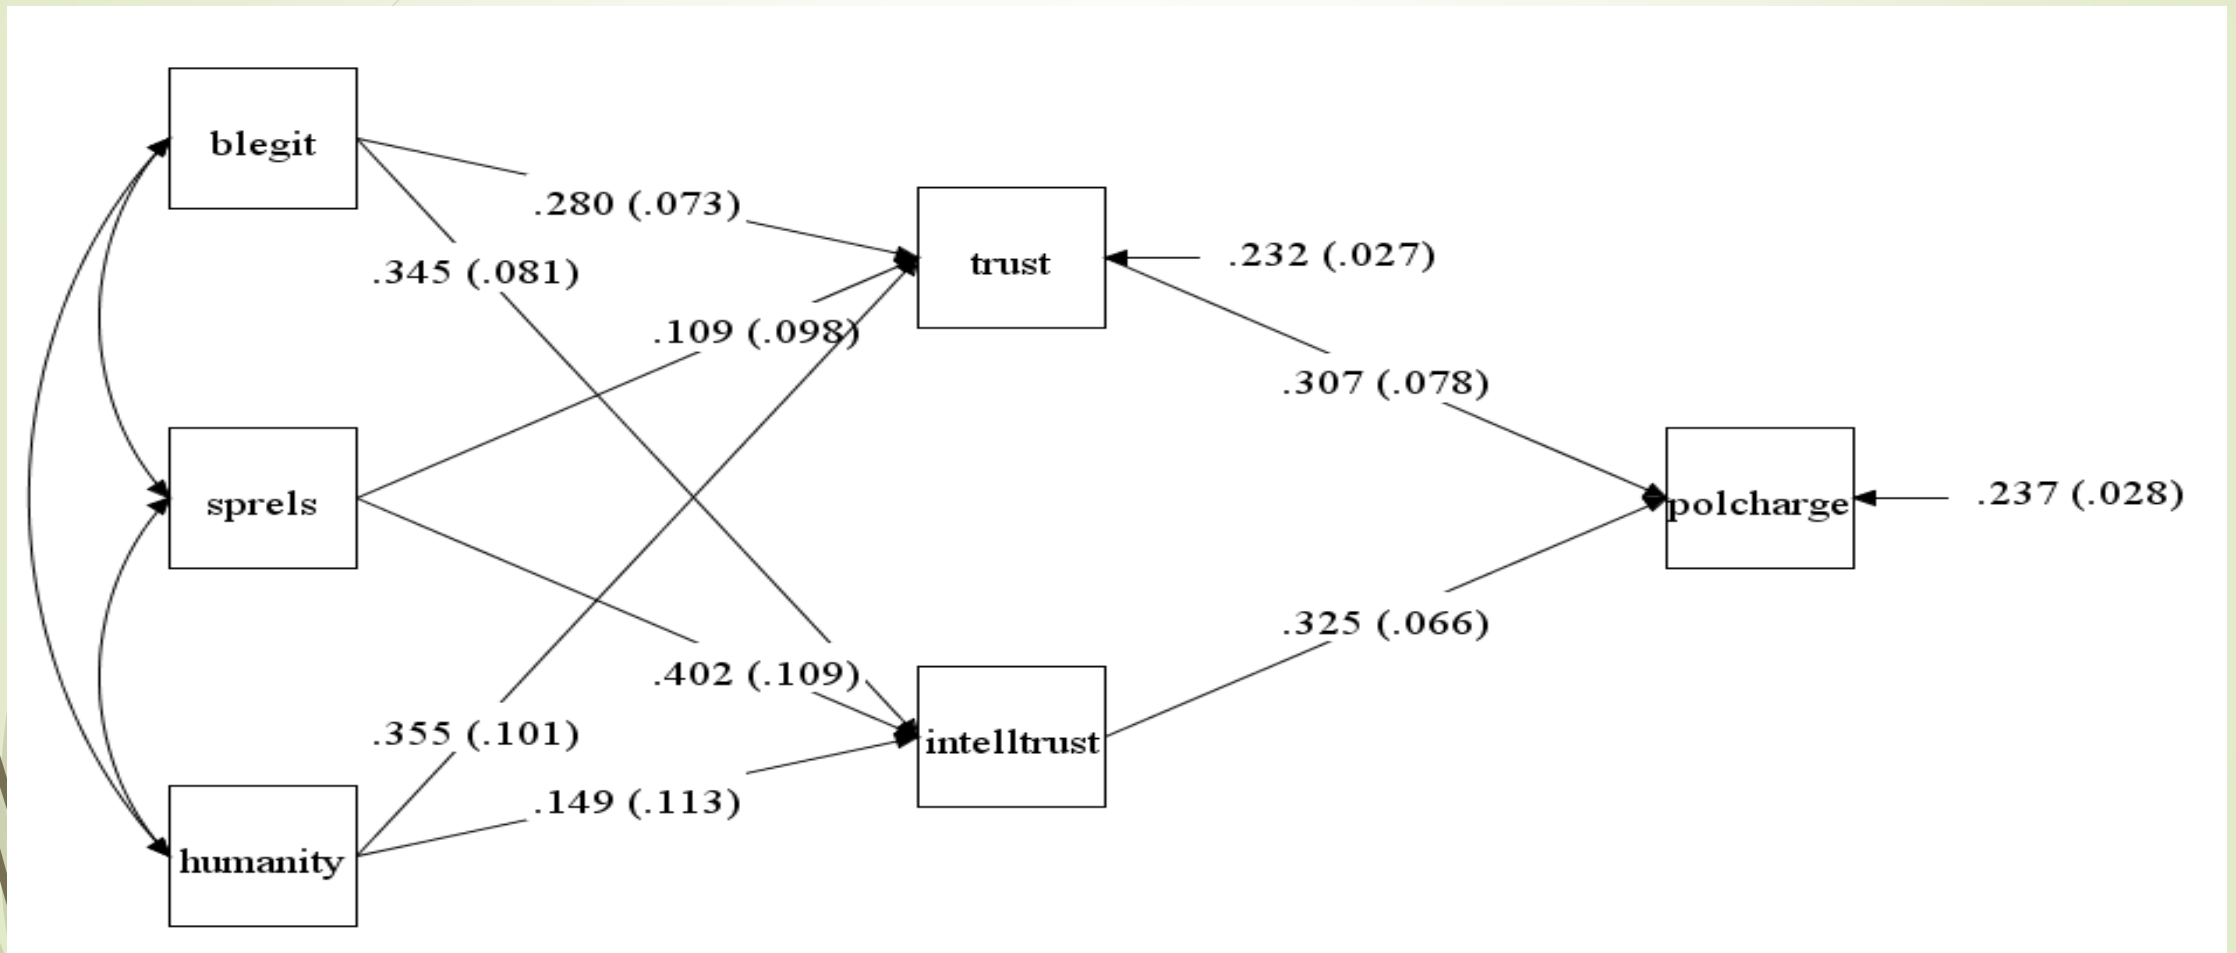 blegit
.280 (.073)
trust
.232 (.027)
.345 (.081)
.109 (.098)
.307 (.078)
sprels
polcharge
.237 (.028)
.325 (.066)
.402 (.109)
.355 (.101)
intelltrust
.149 (.113)
humanity